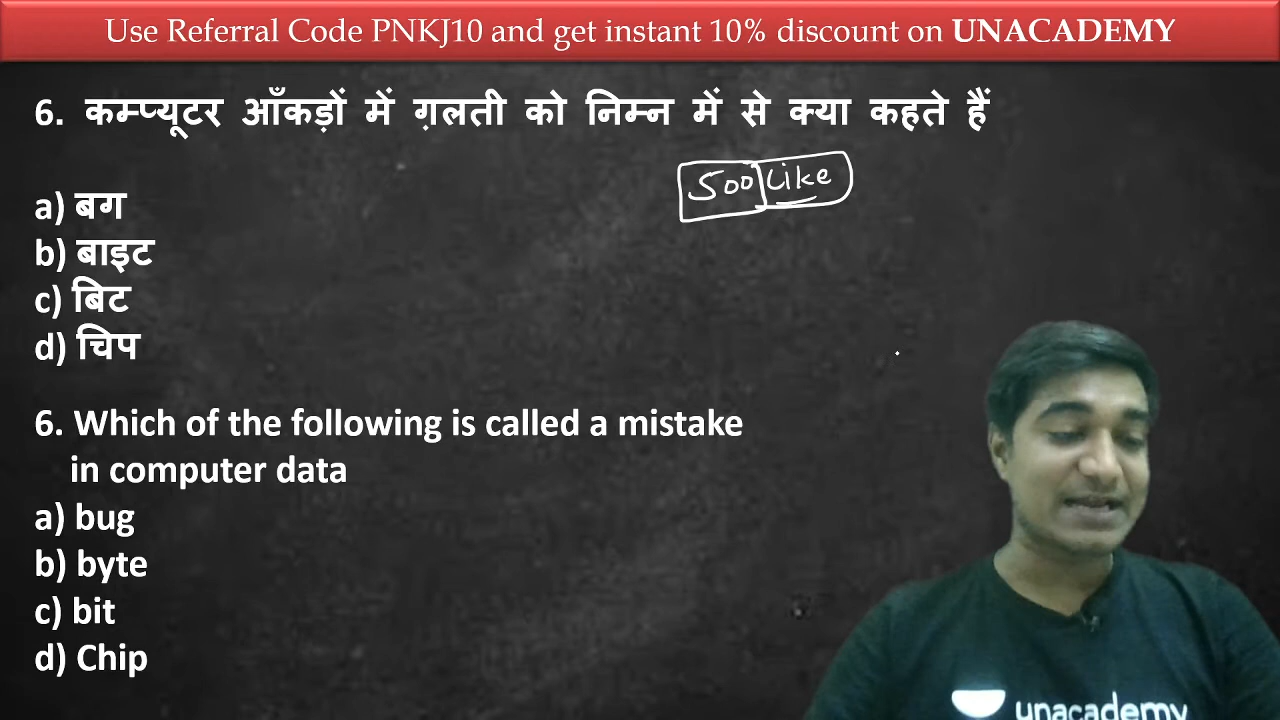 Use Referral Code PNKJ10 and get instant 10% discount on UNACADEMY
6. कम्प्यूटर आँकड़ों में ग़लती को निम्न में से क्या कहते हैं
500 Like
a) बग
b) बाइट
c) बिट
d) चिप
6. Which of the following is called a mistake
in computer data
a) bug
b) byte
c) bit
d) Chip
unacademy